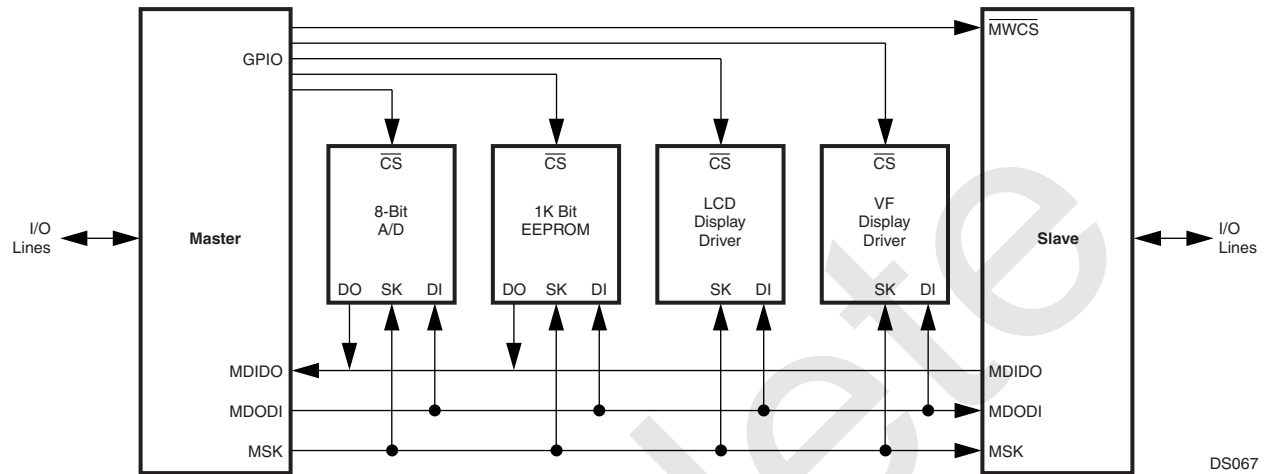 MWCS
GPIO
CS
CS
CS
CS
8-Bit
A/D
1K Bit
EEPROM
LCD
Display
Driver
VF
Display
Driver
I/O
Lines
Master
Slave
I/O
Lines
DO SK DI
DO SK DI
SK DI
SK DI
MDIDO
MDIDO
MDODI
MDODI
MSK
MSK
DS067
lete